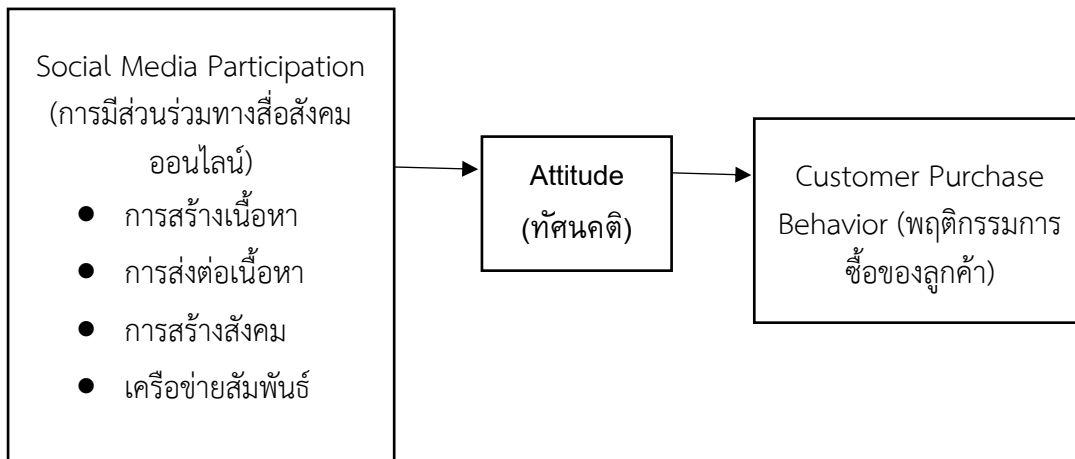 Social Media Participation
(การมีส่วนร่วมทางสื่อสังคม
ออนไลน์)
● การสร้างเนื้อหา
● การส่งต่อเนื้อหา
● การสร้างสังคม
● เครือข่ายสัมพันธ์
Attitude
(ทัศนคติ)
Customer Purchase
Behavior (พฤติกรรมการ
ซื้อของลูกค้า)